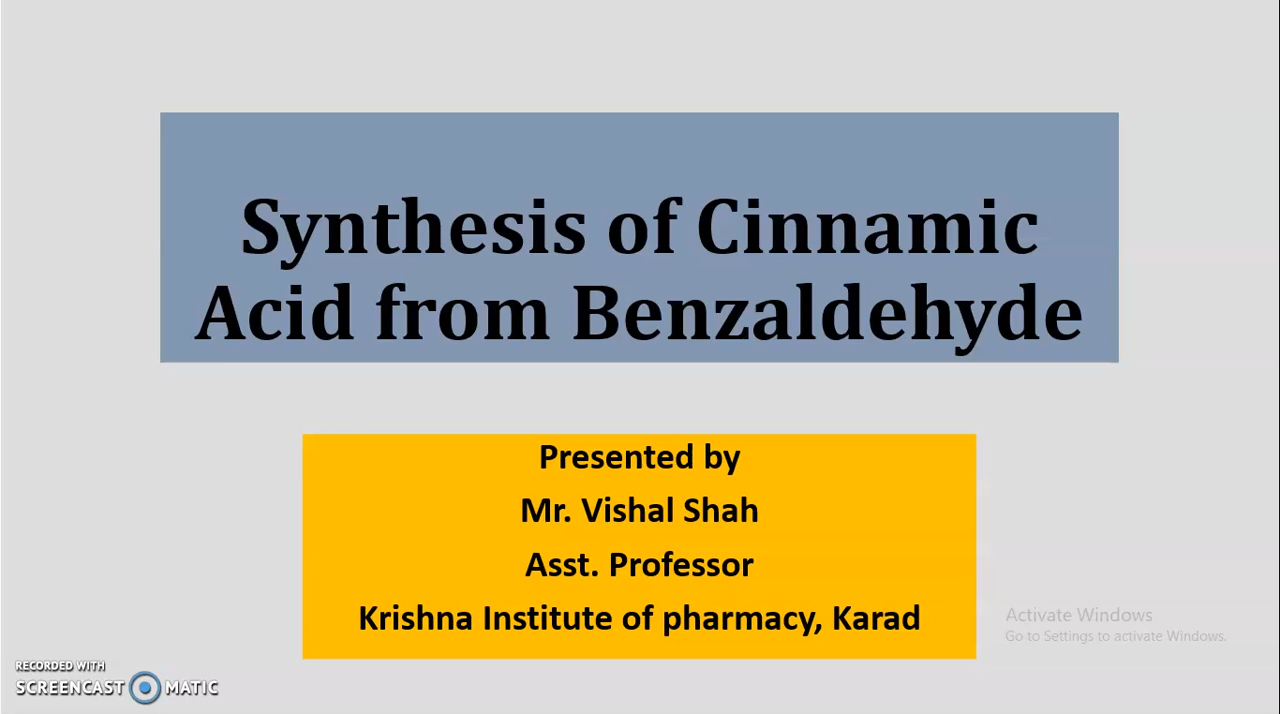 Synthesis of Cinnamic
Acid from Benzaldehyde
Presented by
Mr. Vishal Shah
Asst. Professor
Krishna Institute of pharmacy, Karad
Activate Windows
Go to Settings to activate Windows.
RECORDED WITH
SCREENCAST MATIC